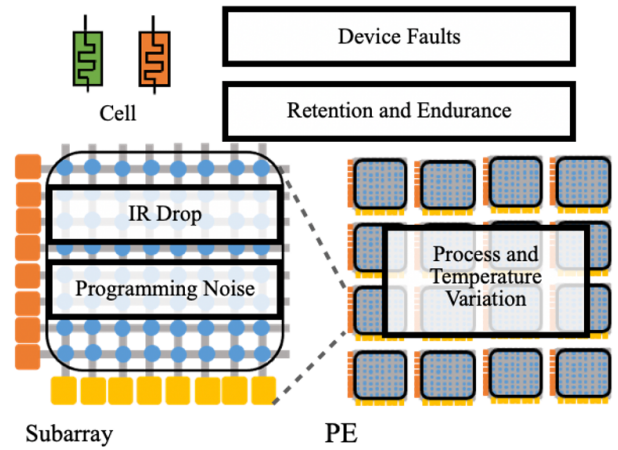 Device Faults
Retention and Endurance
Cell
IR Drop
Programming Noise
Process and
Temperature
Variation
Subarray
PE